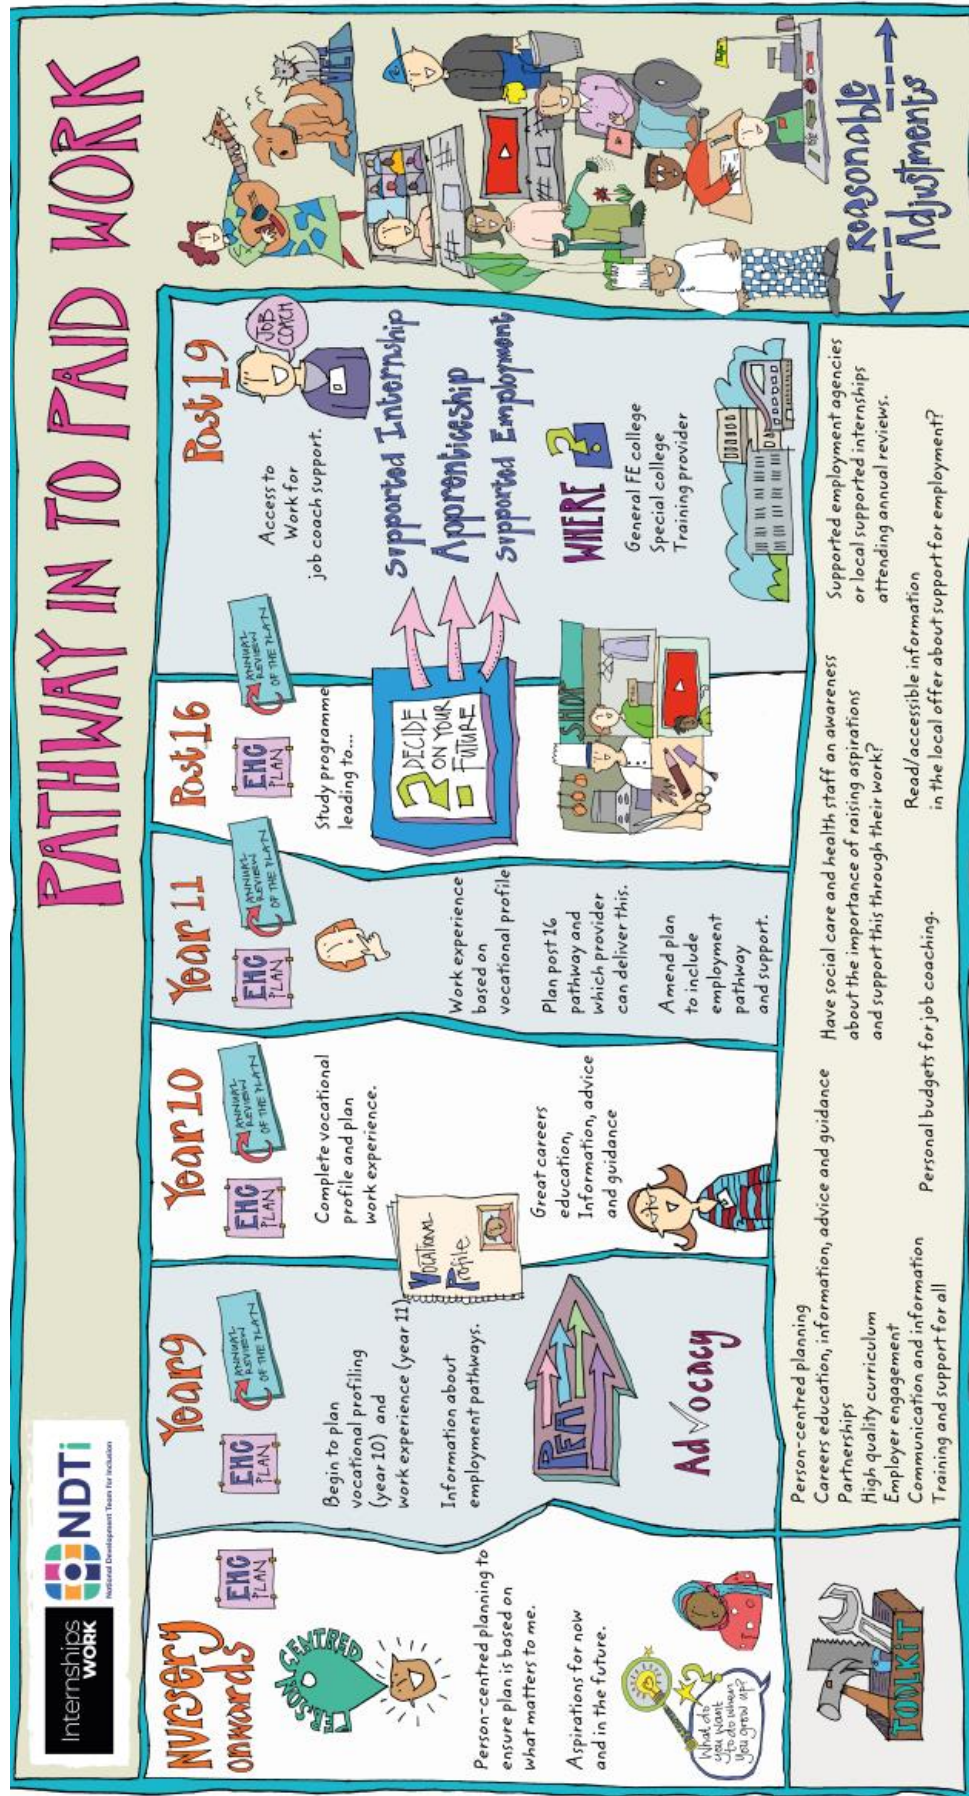 Internships
WORK
NDTi
National Development Team for Inclusion
PATHWAY IN TO PAID WORK
Nursery
onwards
EHC
PLAN
PERSON-CENTRED
Person-centred planning to
ensure plan is based on
what matters to me.
Aspirations for now
and in the future.
What do
you want
to do when
you grow up?
Year 9
EHC
PLAN
ANNUAL
REVIEW
OF THE PLAN
Begin to plan
vocational profiling
(year 10) and
work experience (year 11)
Information about
employment pathways.
PFA
Advocacy
Year 10
EHC
PLAN
ANNUAL
REVIEW
OF THE PLAN
Complete vocational
profile and plan
work experience.
VOCATIONAL
Profile
Great careers
education,
Information, advice
and guidance
Year 11
EHC
PLAN
ANNUAL
REVIEW
OF THE PLAN
Work experience
based on
vocational profile
Plan post 16
pathway and
which provider
can deliver this.
Amend plan
to include
employment
pathway
and support.
Post 16
EHC
PLAN
ANNUAL
REVIEW
OF THE PLAN
Study programme
leading to...
? DECIDE
ON YOUR
FUTURE
SHOP
Post 19
JOB
COACH
Access to
Work for
job coach support.
Supported Internship
Apprenticeship
Supported Employment
WHERE ?
General FE college
Special college
Training provider
REASONABLE
Adjustments
TOOLKIT
Person-centred planning
Careers education, information, advice and guidance
Partnerships
High quality curriculum
Employer engagement
Communication and information
Training and support for all
Personal budgets for job coaching.
Have social care and health staff an awareness
about the importance of raising aspirations
and support this through their work?
Read/accessible information
in the local offer about support for employment?
Supported employment agencies
or local supported internships
attending annual reviews.